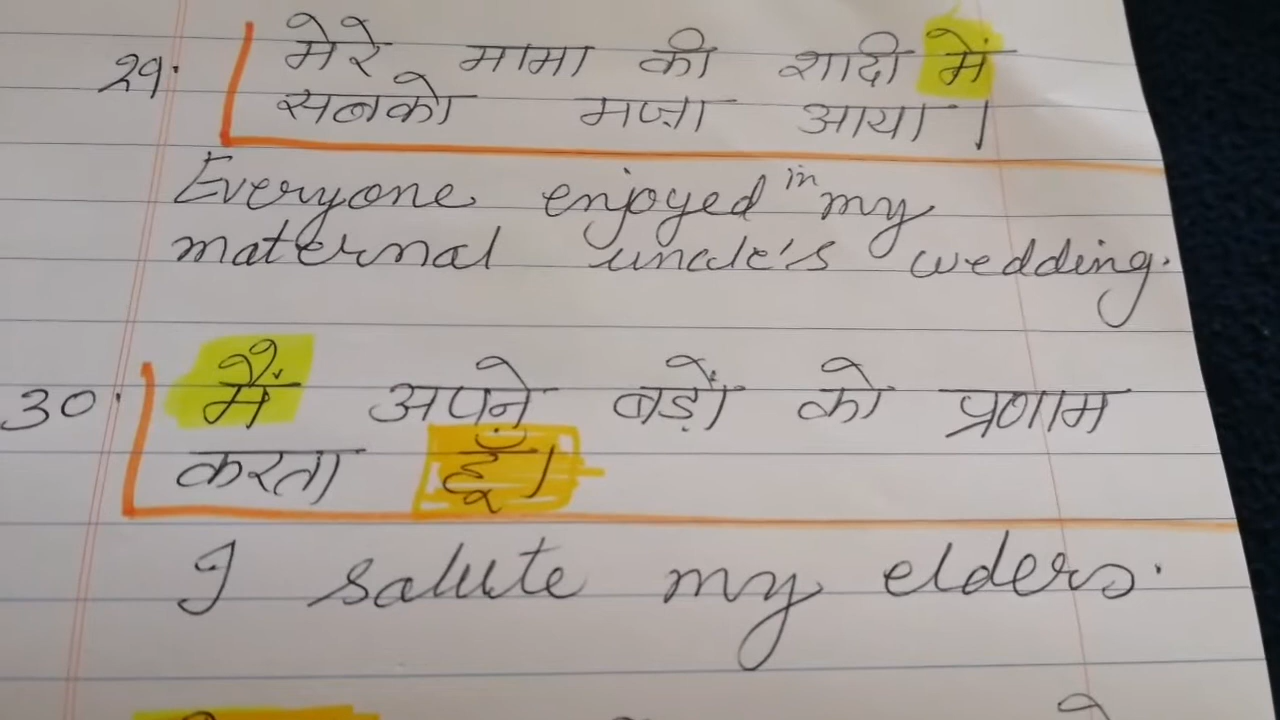 29. मेरे मामा की शादी में
सबको मज़ा आया।
Everyone enjoyed in my
maternal uncle's wedding.
30. मैं अपने बड़ों को प्रणाम
करता हूँ।
I salute my elders.